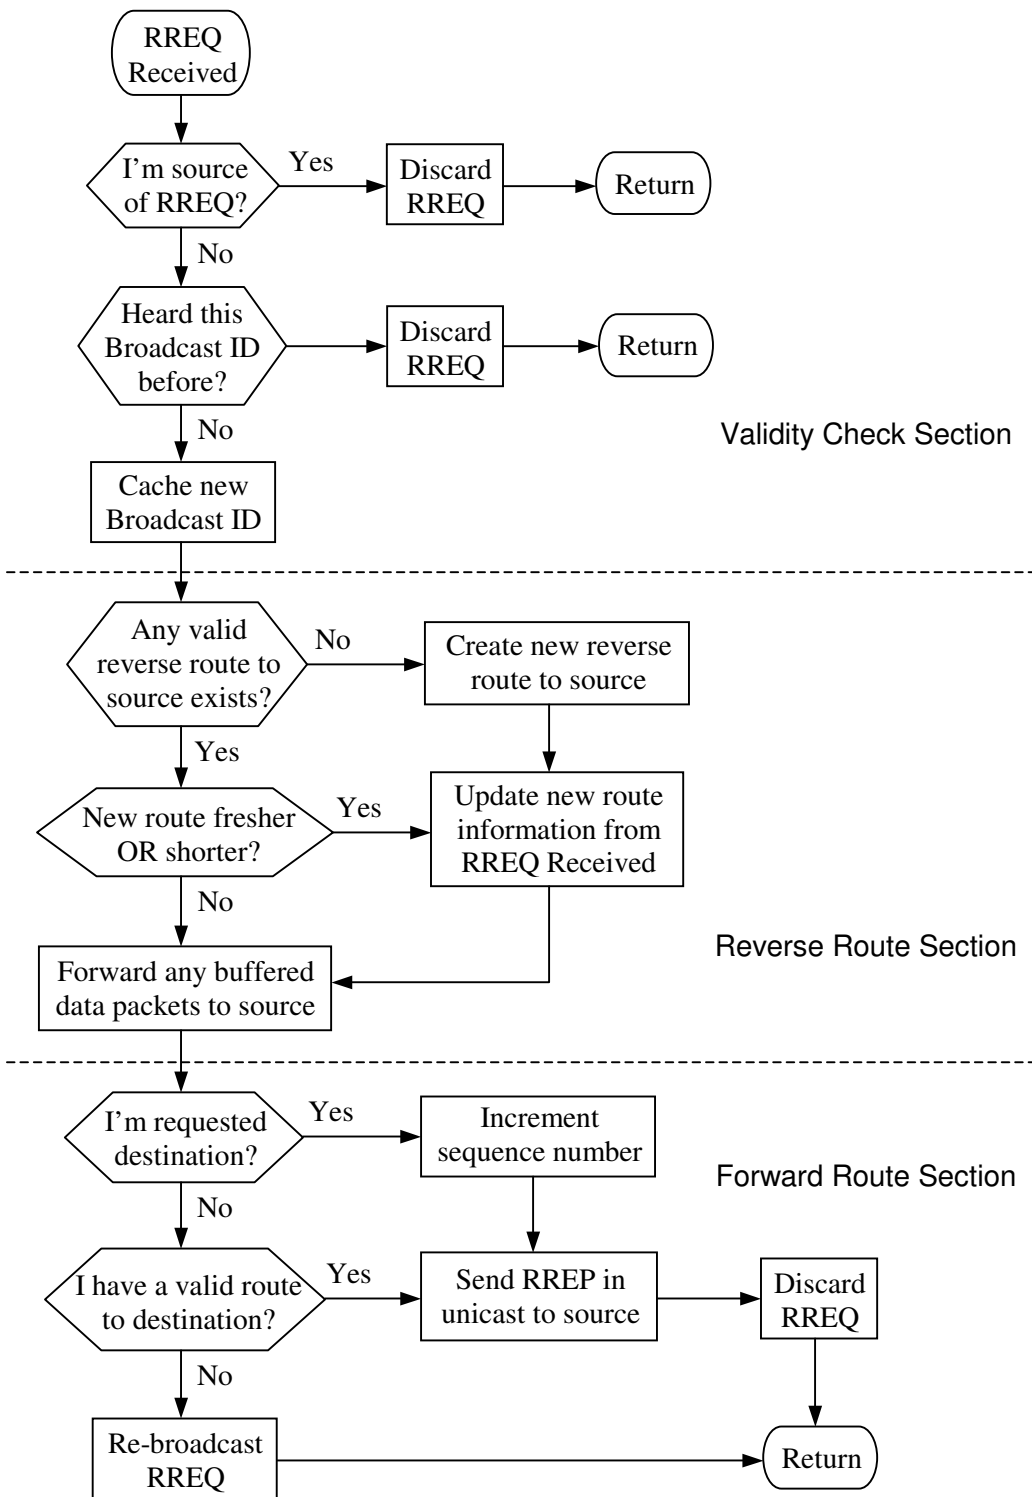 RREQ
Received
I'm source
of RREQ?
Yes
Discard
RREQ
Return
No
Heard this
Broadcast ID
before?
Discard
RREQ
Return
No
Validity Check Section
Cache new
Broadcast ID
Any valid
reverse route to
source exists?
No
Create new reverse
route to source
Yes
New route fresher
OR shorter?
Yes
Update new route
information from
RREQ Received
No
Reverse Route Section
Forward any buffered
data packets to source
I'm requested
destination?
Yes
Increment
sequence number
Forward Route Section
No
I have a valid route
to destination?
Yes
Send RREP in
unicast to source
Discard
RREQ
No
Re-broadcast
RREQ
Return